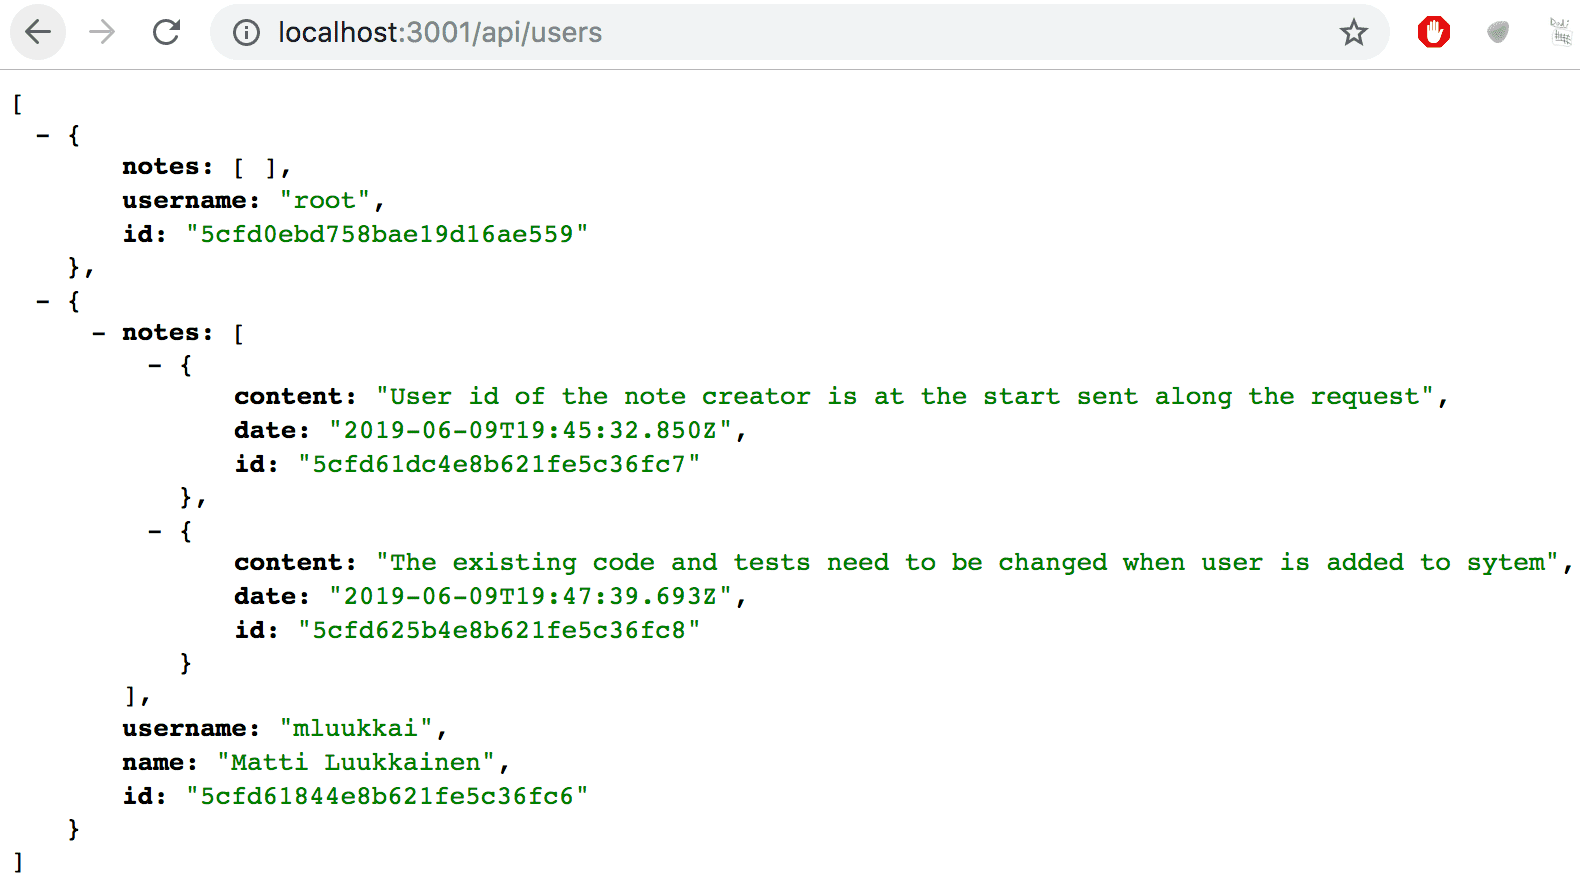 localhost:3001/api/users
[
- {
notes: [ ],
username: "root",
id: "5cfd0ebd758bae19d16ae559"
},
- {
- notes: [
- {
content: "User id of the note creator is at the start sent along the request",
date: "2019-06-09T19:45:32.850Z",
id: "5cfd61dc4e8b621fe5c36fc7"
},
- {
content: "The existing code and tests need to be changed when user is added to sytem",
date: "2019-06-09T19:47:39.693Z",
id: "5cfd625b4e8b621fe5c36fc8"
}
],
username: "mluukkai",
name: "Matti Luukkainen",
id: "5cfd61844e8b621fe5c36fc6"
}
]